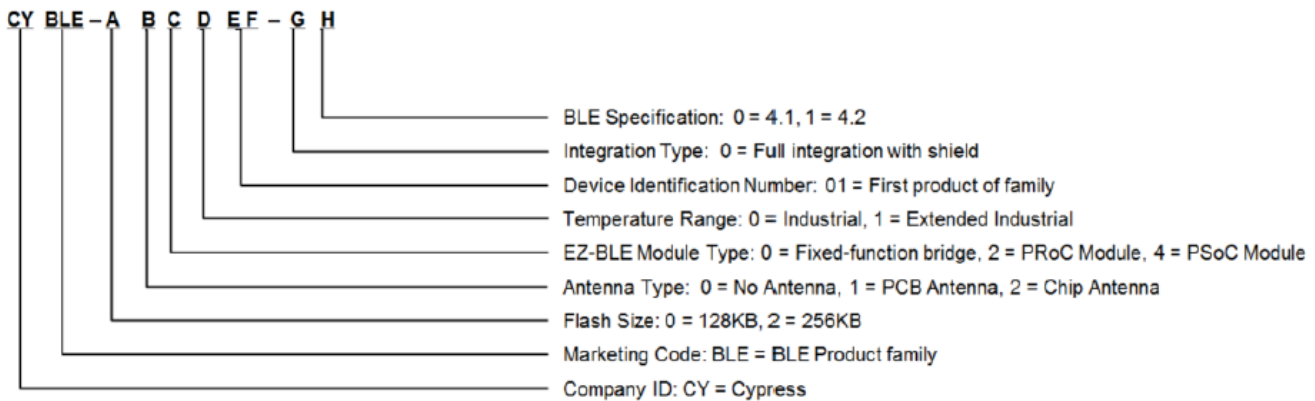 CY BLE – A B C D E F – G H
BLE Specification: 0 = 4.1, 1 = 4.2
Integration Type: 0 = Full integration with shield
Device Identification Number: 01 = First product of family
Temperature Range: 0 = Industrial, 1 = Extended Industrial
EZ-BLE Module Type: 0 = Fixed-function bridge, 2 = PRoC Module, 4 = PSoC Module
Antenna Type: 0 = No Antenna, 1 = PCB Antenna, 2 = Chip Antenna
Flash Size: 0 = 128KB, 2 = 256KB
Marketing Code: BLE = BLE Product family
Company ID: CY = Cypress